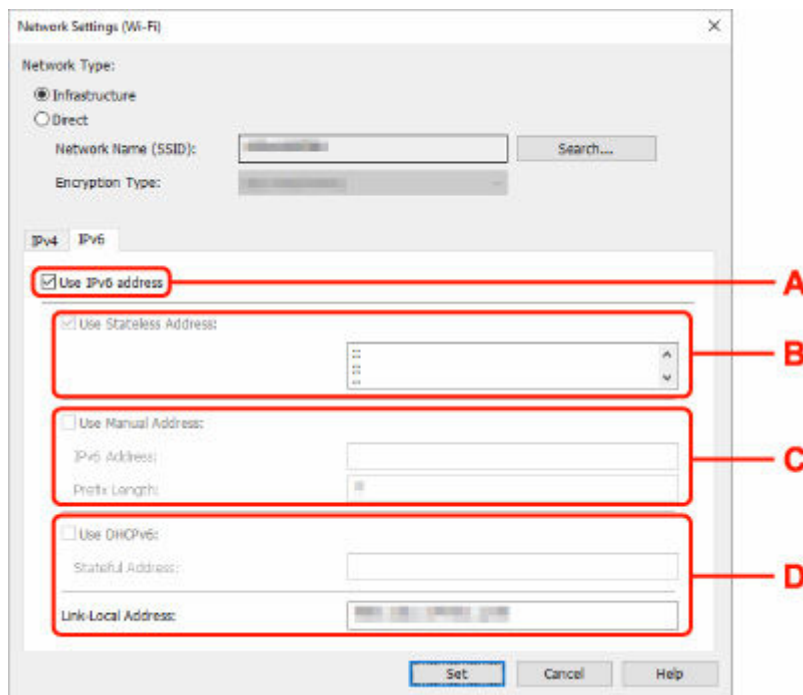 Network Settings (Wi-Fi)
Network Type:
Infrastructure
Direct
Network Name (SSID):
Search...
Encryption Type:
IPv4 IPv6
Use IPv6 address
A
Use Stateless Address:
::
::
::
B
Use Manual Address:
IPv6 Address:
Prefix Length:
C
Use DHCPv6:
Stateful Address:
D
Link-Local Address:
Set Cancel Help